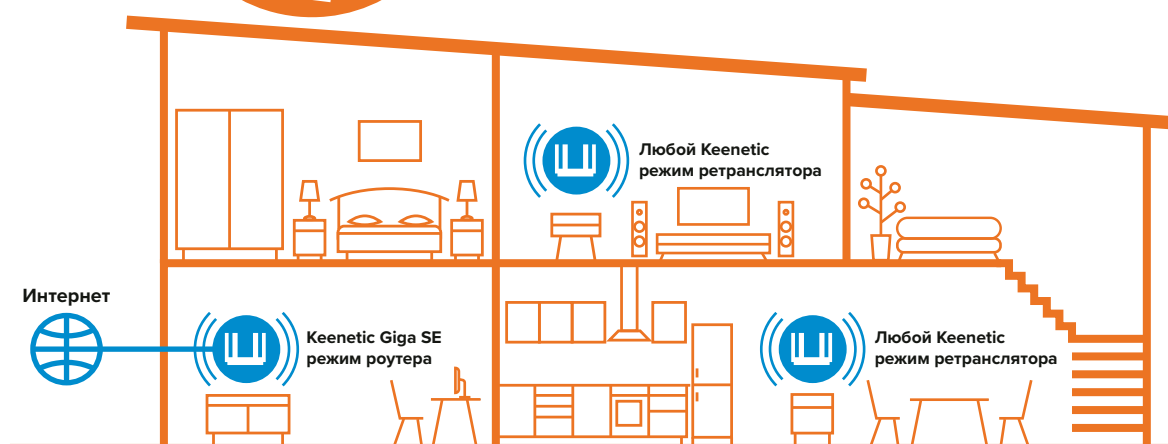 Любой Keenetic
режим ретранслятора
Интернет
Keenetic Giga SE
режим роутера
Любой Keenetic
режим ретранслятора